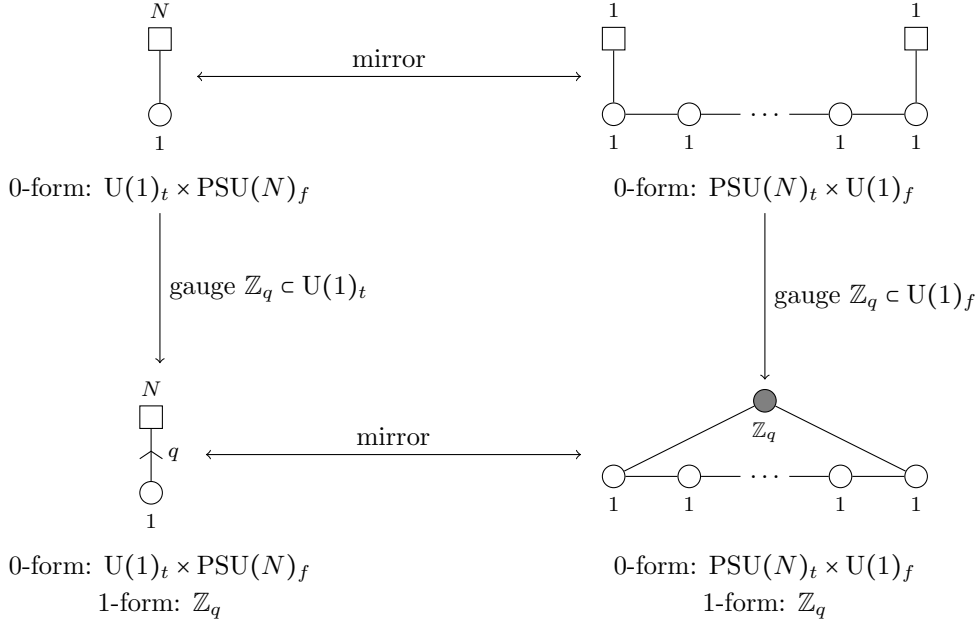 N
1
mirror
1
1
1
1
⋯
1
1
0-form: U(1)_t × PSU(N)_f
0-form: PSU(N)_t × U(1)_f
gauge ℤ_q ⊂ U(1)_t
gauge ℤ_q ⊂ U(1)_f
N
q
1
mirror
ℤ_q
1
1
⋯
1
1
0-form: U(1)_t × PSU(N)_f
1-form: ℤ_q
0-form: PSU(N)_t × U(1)_f
1-form: ℤ_q